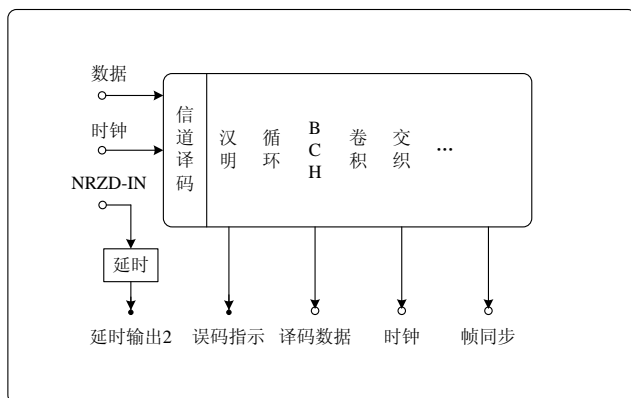 数据
时钟
NRZD-IN
信道译码
汉明
循环
BCH
卷积
交织
...
延时
延时输出2
误码指示
译码数据
时钟
帧同步